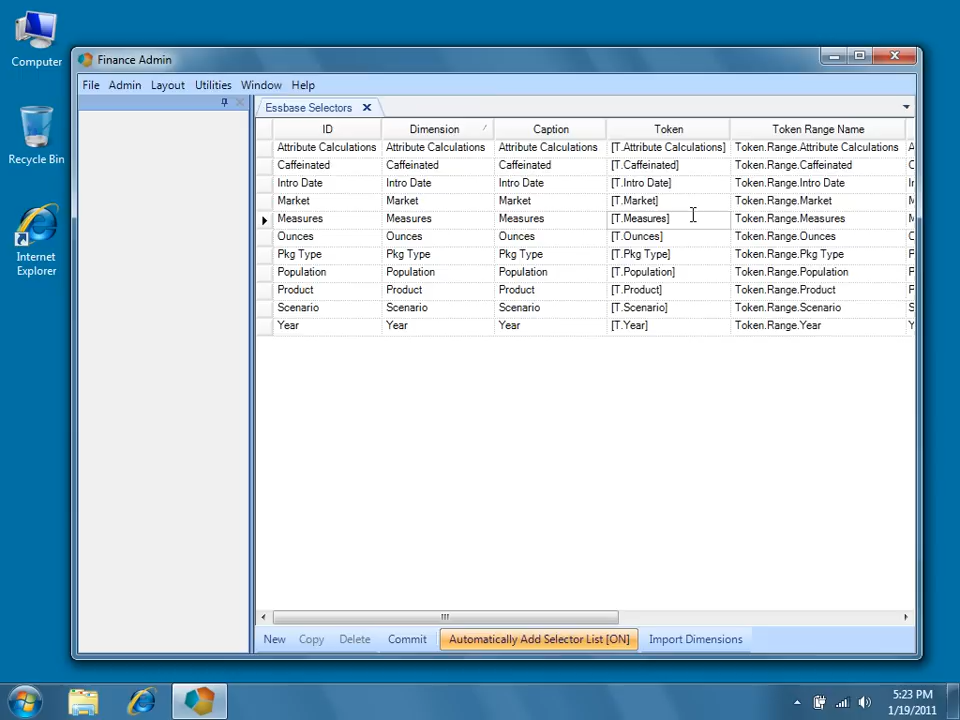 Computer
Recycle Bin
Internet
Explorer
Finance Admin
File Admin Layout Utilities Window Help
Essbase Selectors
ID Dimension Caption Token Token Range Name
Attribute Calculations Attribute Calculations Attribute Calculations [T.Attribute Calculations] Token.Range.Attribute Calculations
Caffeinated Caffeinated Caffeinated [T.Caffeinated] Token.Range.Caffeinated
Intro Date Intro Date Intro Date [T.Intro Date] Token.Range.Intro Date
Market Market Market [T.Market] Token.Range.Market
Measures Measures Measures [T.Measures] Token.Range.Measures
Ounces Ounces Ounces [T.Ounces] Token.Range.Ounces
Pkg Type Pkg Type Pkg Type [T.Pkg Type] Token.Range.Pkg Type
Population Population Population [T.Population] Token.Range.Population
Product Product Product [T.Product] Token.Range.Product
Scenario Scenario Scenario [T.Scenario] Token.Range.Scenario
Year Year Year [T.Year] Token.Range.Year
New Copy Delete Commit Automatically Add Selector List [ON] Import Dimensions
5:23 PM
1/19/2011